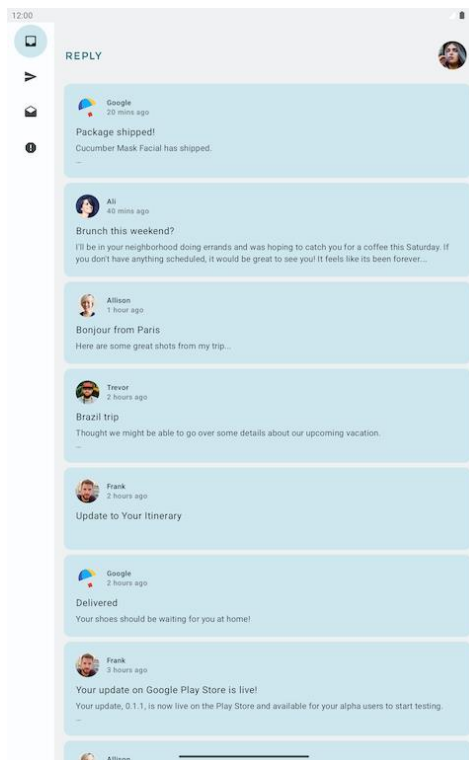 12:00
REPLY
Google
20 mins ago
Package shipped!
Cucumber Mask Facial has shipped.
...
Ali
40 mins ago
Brunch this weekend?
I'll be in your neighborhood doing errands and was hoping to catch you for a coffee this Saturday. If
you don't have anything scheduled, it would be great to see you! It feels like its been forever...
Allison
1 hour ago
Bonjour from Paris
Here are some great shots from my trip...
Trevor
2 hours ago
Brazil trip
Thought we might be able to go over some details about our upcoming vacation.
...
Frank
2 hours ago
Update to Your Itinerary
Google
2 hours ago
Delivered
Your shoes should be waiting for you at home!
Frank
3 hours ago
Your update on Google Play Store is live!
Your update, 0.1.1, is now live on the Play Store and available for your alpha users to start testing.
...
Allison